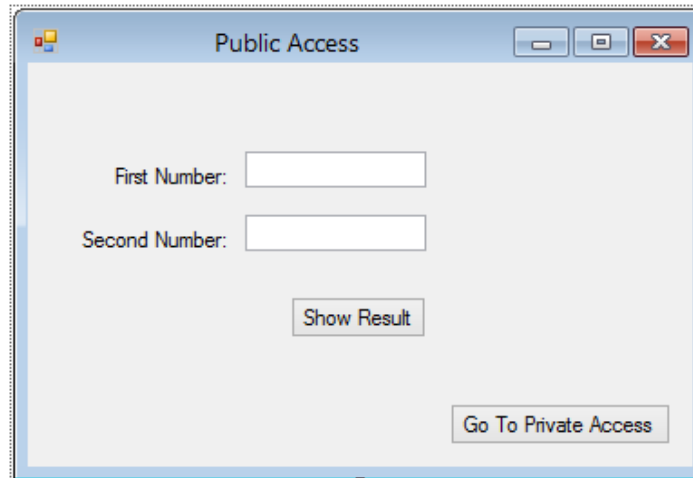 Public Access
First Number:
Second Number:
Show Result
Go To Private Access